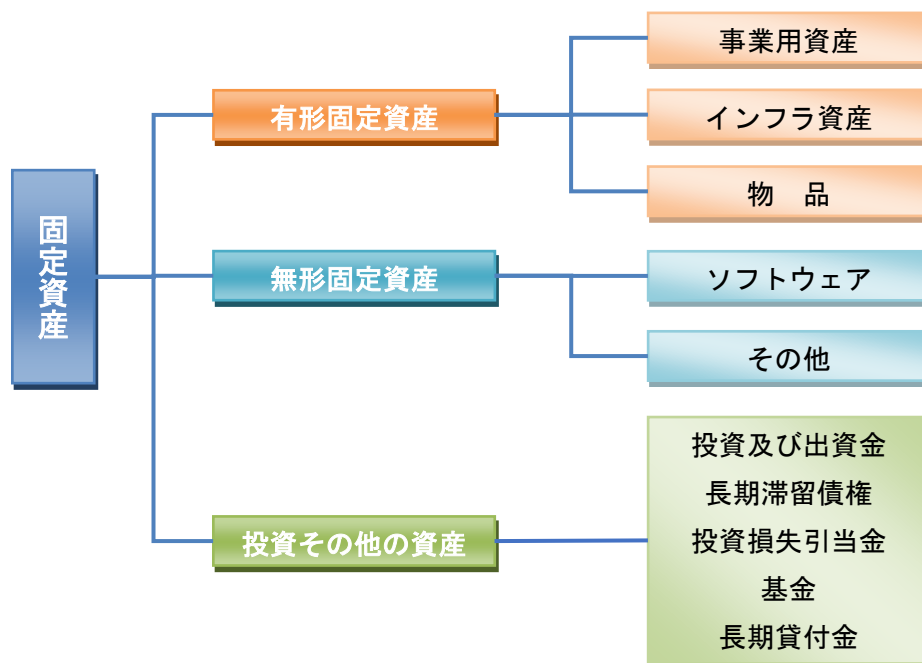 固定資産
有形固定資産
事業用資産
インフラ資産
物　品
無形固定資産
ソフトウェア
その他
投資その他の資産
投資及び出資金
長期滞留債権
投資損失引当金
基金
長期貸付金